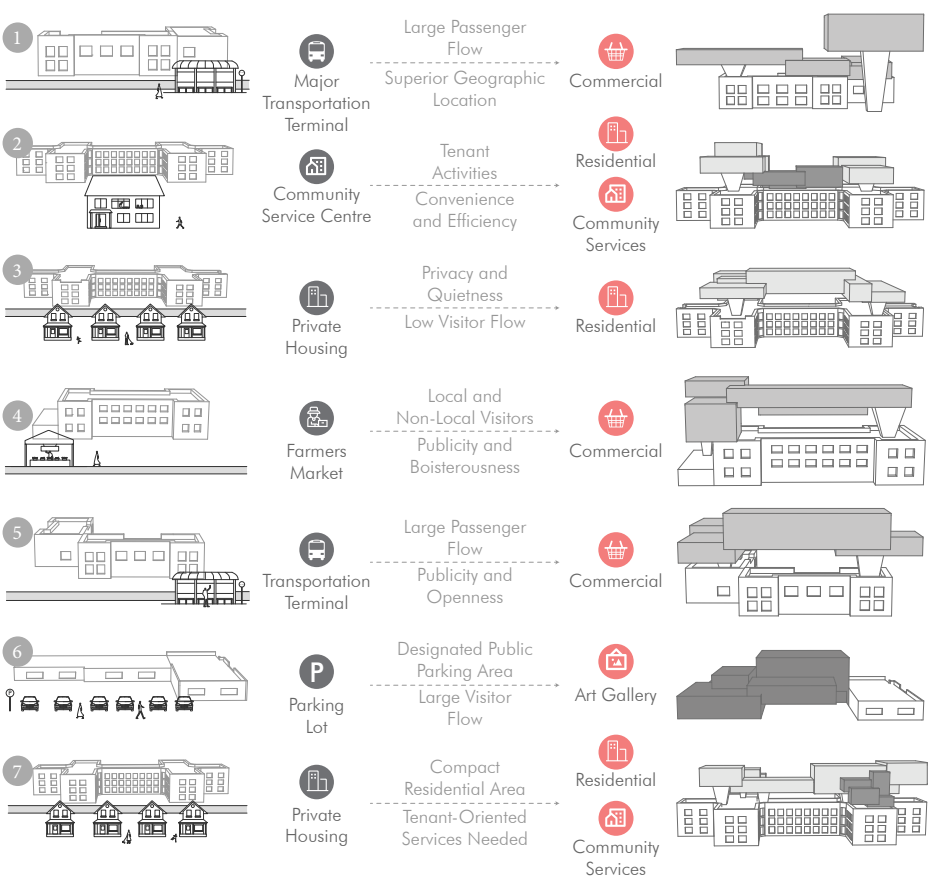 1
Major
Transportation
Terminal
Large Passenger
Flow
Superior Geographic
Location
Commercial
2
Community
Service Centre
Tenant
Activities
Convenience
and Efficiency
Residential
Community
Services
3
Private
Housing
Privacy and
Quietness
Low Visitor Flow
Residential
4
Farmers
Market
Local and
Non-Local Visitors
Publicity and
Boisterousness
Commercial
5
Transportation
Terminal
Large Passenger
Flow
Publicity and
Openness
Commercial
6
P
P
Parking
Lot
Designated Public
Parking Area
Large Visitor
Flow
Art Gallery
7
Private
Housing
Compact
Residential Area
Tenant-Oriented
Services Needed
Residential
Community
Services